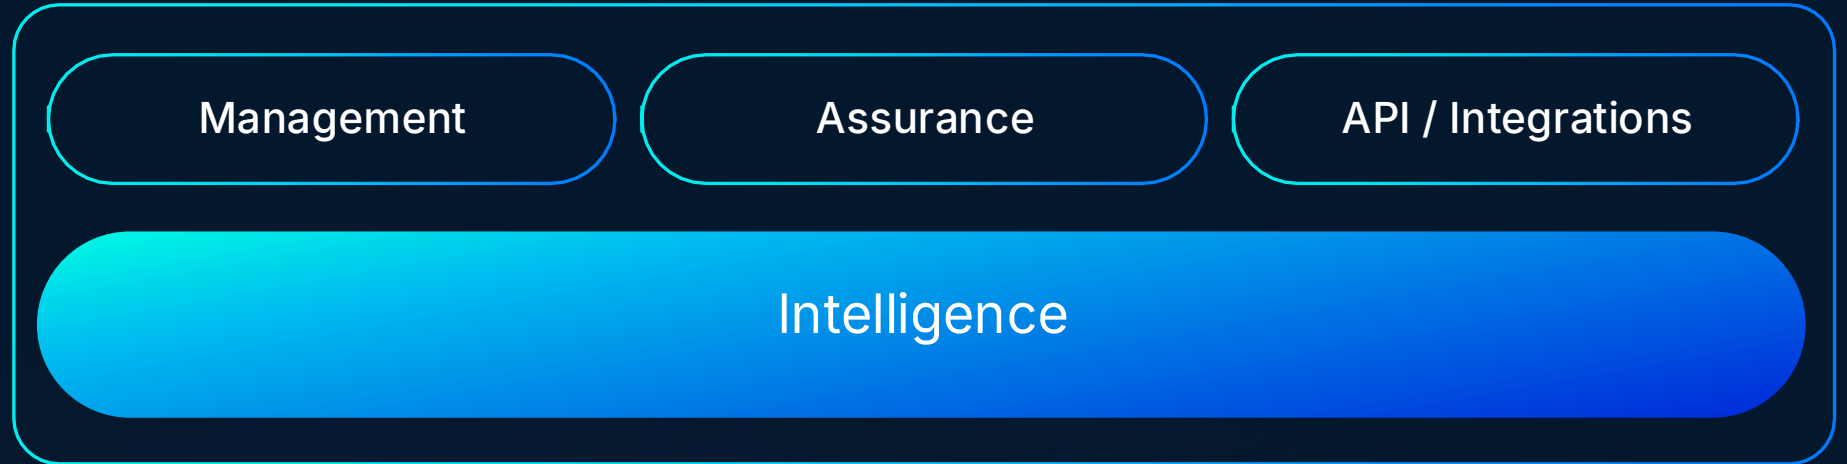 Management
Assurance
API / Integrations
Intelligence